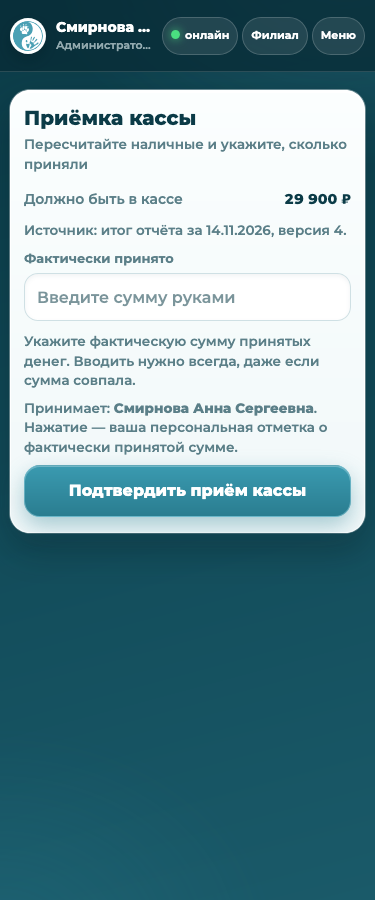 Смирнова ...
Администрато...
онлайн
Филиал
Меню
Приёмка кассы
Пересчитайте наличные и укажите, сколько
приняли
Должно быть в кассе 29 900 ₽
Источник: итог отчёта за 14.11.2026, версия 4.
Фактически принято
Введите сумму руками
Укажите фактическую сумму принятых
денег. Вводить нужно всегда, даже если
сумма совпала.
Принимает: Смирнова Анна Сергеевна.
Нажатие — ваша персональная отметка о
фактически принятой сумме.
Подтвердить приём кассы